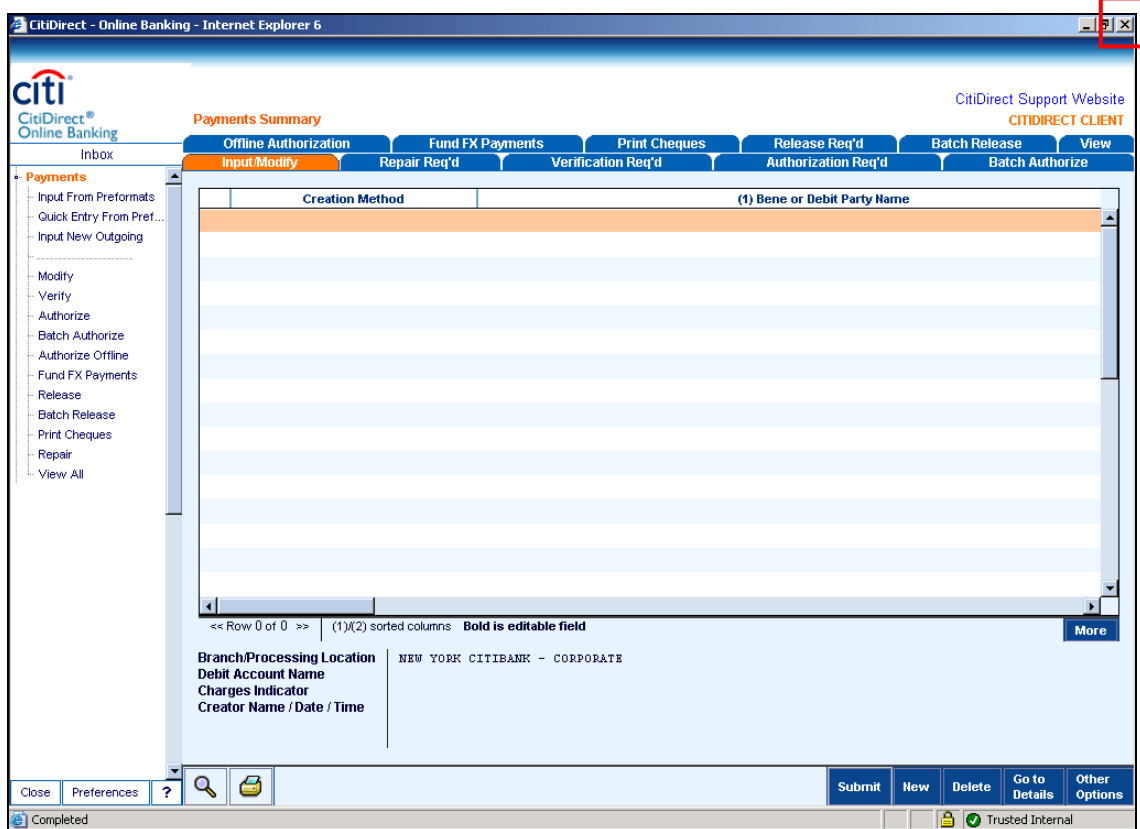 CitiDirect - Online Banking - Internet Explorer 6
citi
CitiDirect®
Online Banking
CitiDirect Support Website
Payments Summary
CITIDIRECT CLIENT
Inbox
Offline Authorization Fund FX Payments Print Cheques Release Req'd Batch Release View
Input/Modify Repair Req'd Verification Req'd Authorization Req'd Batch Authorize
Payments
Input From Preformats
Quick Entry From Pref...
Input New Outgoing
---------------------
Modify
Verify
Authorize
Batch Authorize
Authorize Offline
Fund FX Payments
Release
Batch Release
Print Cheques
Repair
View All
Creation Method (1) Bene or Debit Party Name
<< Row 0 of 0 >> (1)/(2) sorted columns Bold is editable field
More
Branch/Processing Location NEW YORK CITIBANK - CORPORATE
Debit Account Name
Charges Indicator
Creator Name / Date / Time
Close Preferences ?
Submit New Delete Go to Details Other Options
Completed Trusted Internal